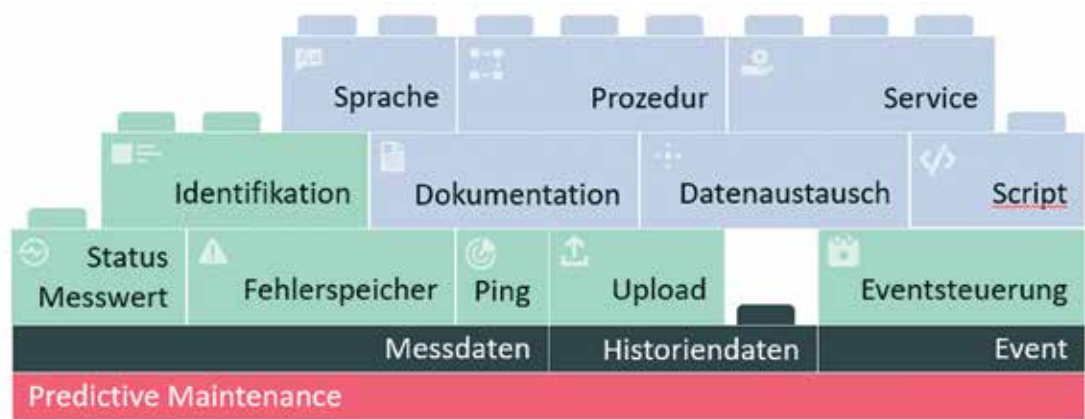 Sprache
Prozedur
Service
Identifikation
Dokumentation
Datenaustausch
Script
Status
Messwert
Fehlerspeicher
Ping
Upload
Eventsteuerung
Messdaten
Historiendaten
Event
Predictive Maintenance